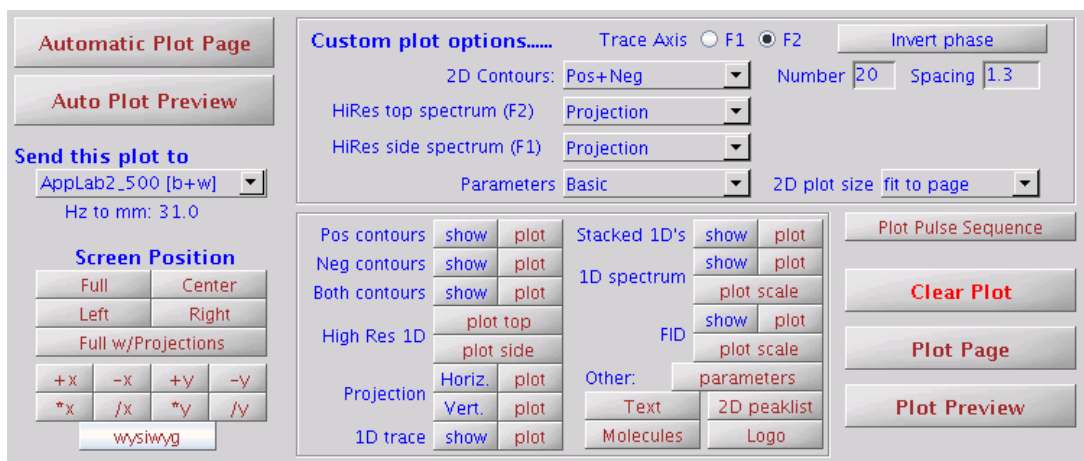 Automatic Plot Page
Auto Plot Preview
Send this plot to
AppLab2_500 [b+w]
Hz to mm: 31.0
Screen Position
Full Center
Left Right
Full w/Projections
+x -x +y -y
*x /x *y /y
wysiwyg
Custom plot options...... Trace Axis F1 F2 Invert phase
2D Contours: Pos+Neg Number 20 Spacing 1.3
HiRes top spectrum (F2) Projection
HiRes side spectrum (F1) Projection
Parameters Basic 2D plot size fit to page
Pos contours show plot
Neg contours show plot
Both contours show plot
High Res 1D plot top
plot side
Projection Horiz. plot
Vert. plot
1D trace show plot
Stacked 1D's show plot
1D spectrum show plot
plot scale
FID show plot
plot scale
Other: parameters
Text 2D peaklist
Molecules Logo
Plot Pulse Sequence
Clear Plot
Plot Page
Plot Preview